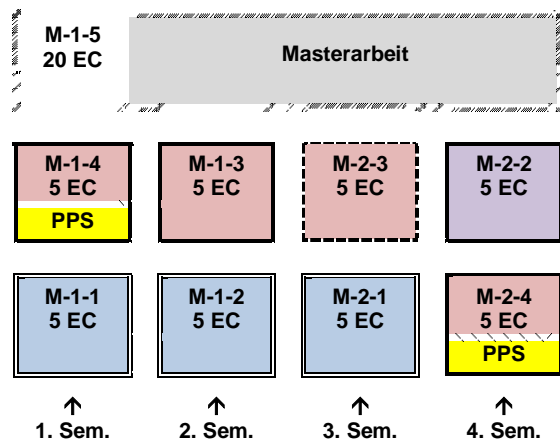 M-1-5
20 EC
Masterarbeit
M-1-4
5 EC
PPS
M-1-3
5 EC
M-2-3
5 EC
M-2-2
5 EC
M-1-1
5 EC
M-1-2
5 EC
M-2-1
5 EC
M-2-4
5 EC
PPS
1. Sem.
2. Sem.
3. Sem.
4. Sem.